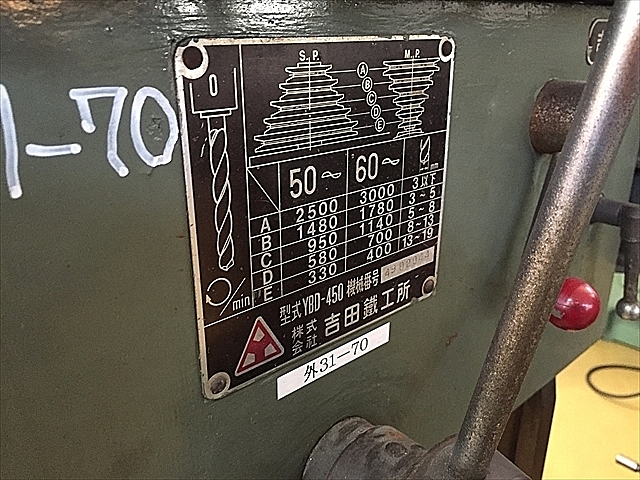 1-70
S.P. M.P.
A
B
C
D
E
50～ 60～ mm
A 2500 3000 3以下
B 1480 1780 3～5
C 950 1140 5～8
D 580 700 8～13
E 330 400 13～19
/min
型式 YBD-450 機械番号
株式会社 吉田鐵工所
外31-70